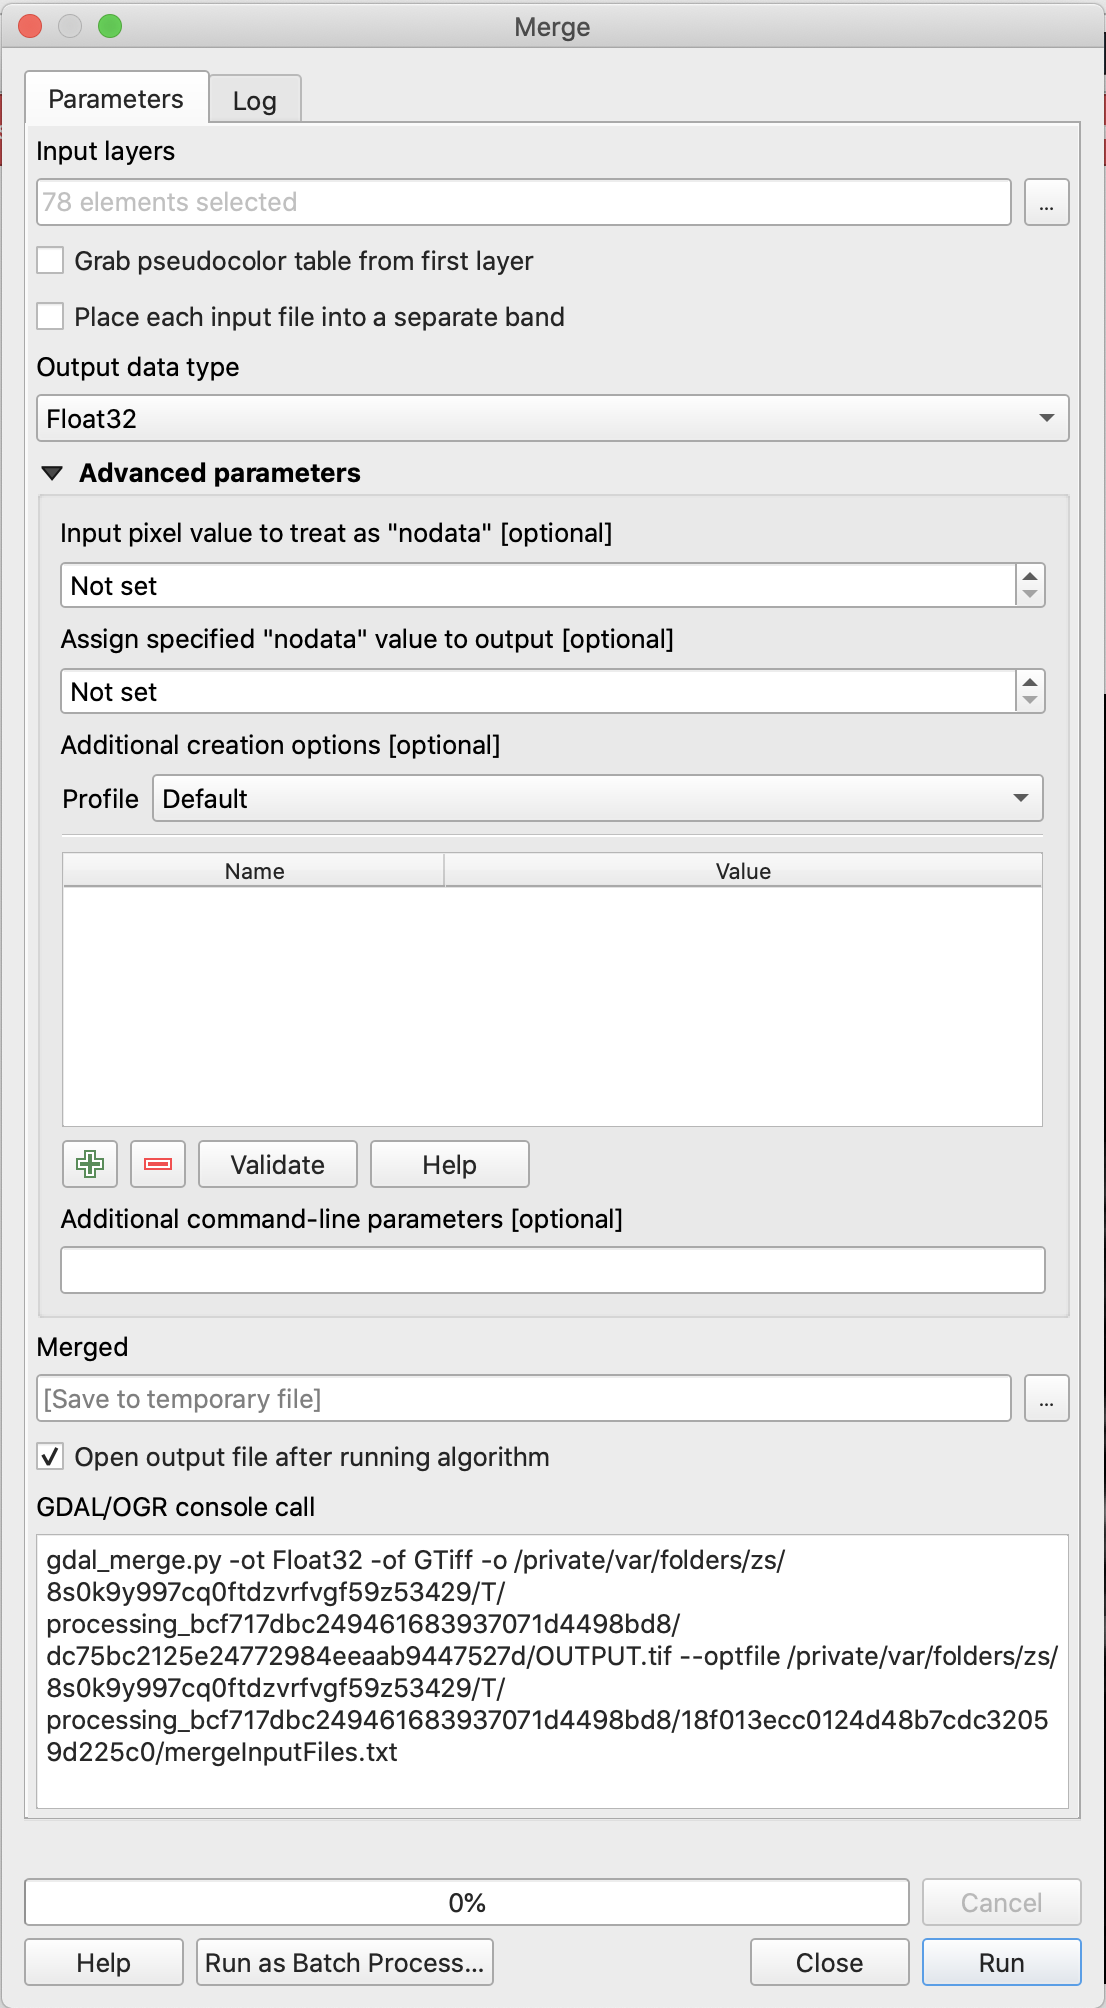 Merge
Parameters
Log
Input layers
78 elements selected
...
Grab pseudocolor table from first layer
Place each input file into a separate band
Output data type
Float32
Advanced parameters
Input pixel value to treat as "nodata" [optional]
Not set
Assign specified "nodata" value to output [optional]
Not set
Additional creation options [optional]
Profile Default
Name Value
Validate Help
Additional command-line parameters [optional]
Merged
[Save to temporary file]
...
Open output file after running algorithm
GDAL/OGR console call
gdal_merge.py -ot Float32 -of GTiff -o /private/var/folders/zs/
8s0k9y997cq0ftdzvrfvgf59z53429/T/
processing_bcf717dbc249461683937071d4498bd8/
dc75bc2125e24772984eeaab9447527d/OUTPUT.tif --optfile /private/var/folders/zs/
8s0k9y997cq0ftdzvrfvgf59z53429/T/
processing_bcf717dbc249461683937071d4498bd8/18f013ecc0124d48b7cdc3205
9d225c0/mergeInputFiles.txt
0%
Cancel
Help Run as Batch Process... Close Run